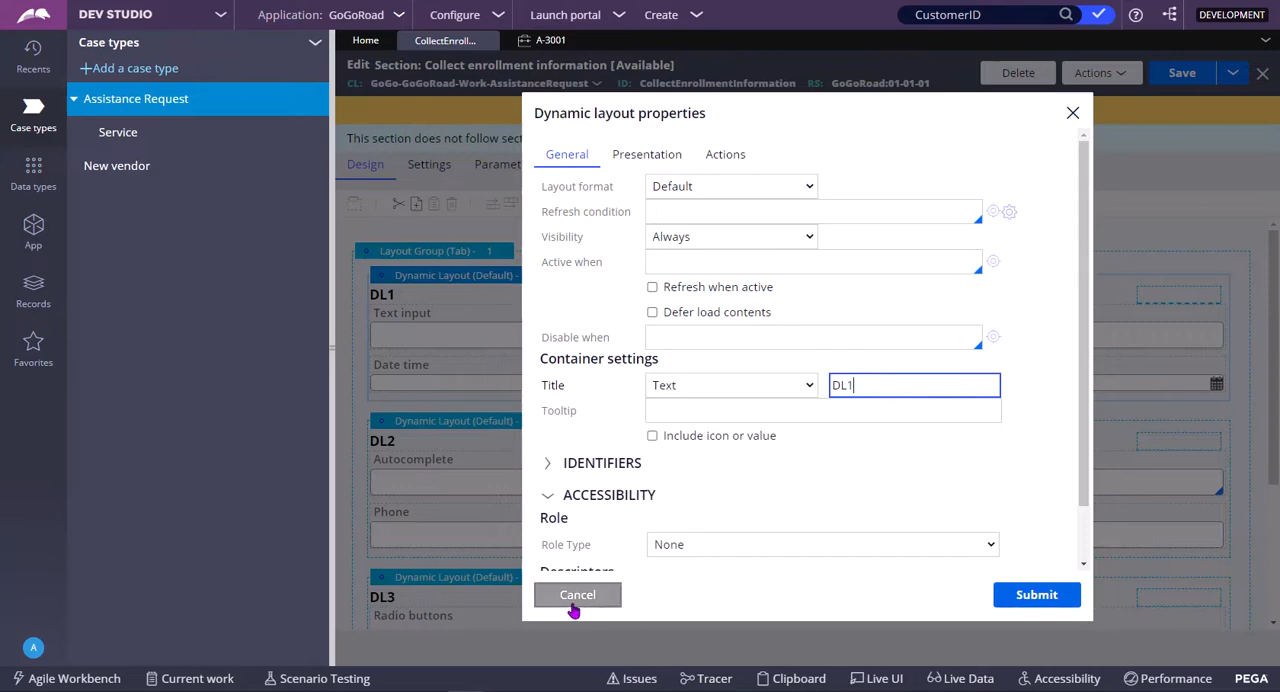 DEV STUDIO
Application: GoGoRoad
Configure
Launch portal
Create
CustomerID
DEVELOPMENT
Recents
Case types
Data types
App
Records
Favorites
A
Case types
+Add a case type
Assistance Request
Service
New vendor
Home
CollectEnroll...
A-3001
Edit Section: Collect enrollment information [Available]
CL: GoGo-GoGoRoad-Work-AssistanceRequest
ID: CollectEnrollmentInformation
RS: GoGoRoad:01-01-01
Delete
Actions
Save
This section does not follow sect
Design
Settings
Paramet
Layout Group (Tab) - 1
Dynamic Layout (Default) -
DL1
Text input
Date time
Dynamic Layout (Default) -
DL2
Autocomplete
Phone
Dynamic Layout (Default) -
DL3
Radio buttons
Dynamic layout properties
General
Presentation
Actions
Layout format
Default
Refresh condition
Visibility
Always
Active when
Refresh when active
Defer load contents
Disable when
Container settings
Title
Text
DL1
Tooltip
Include icon or value
IDENTIFIERS
ACCESSIBILITY
Role
Role Type
None
Descriptors
Cancel
Submit
Agile Workbench
Current work
Scenario Testing
Issues
Tracer
Clipboard
Live UI
Live Data
Accessibility
Performance
PEGA